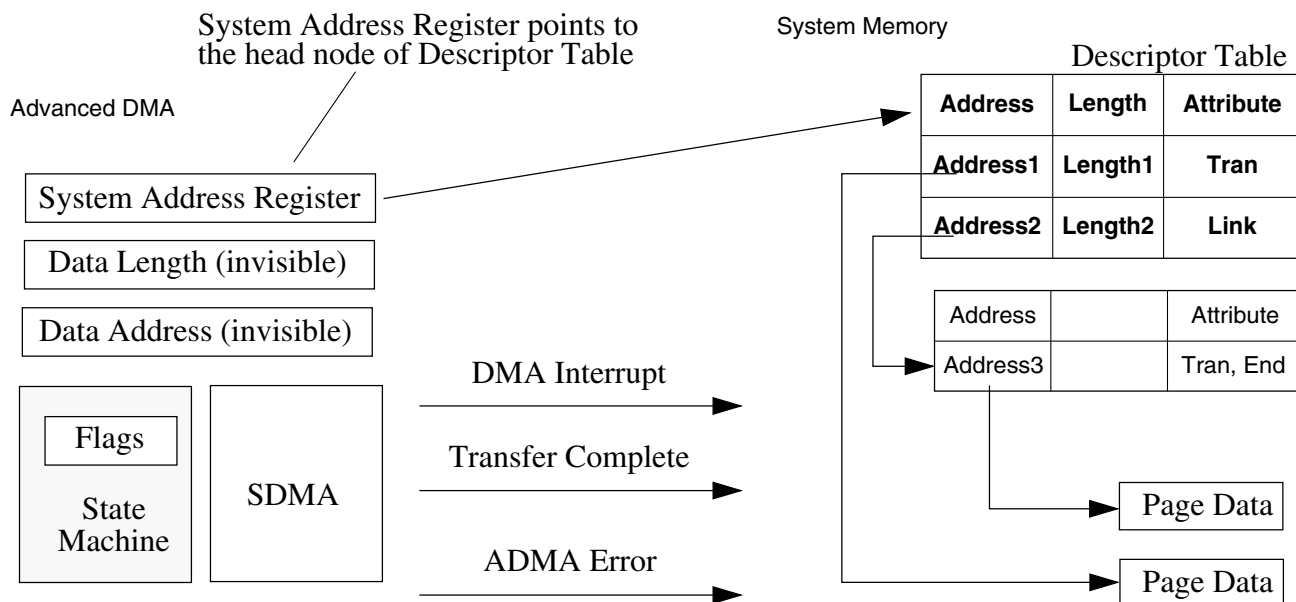 System Address Register points to
the head node of Descriptor Table
System Memory
Descriptor Table
Advanced DMA
Address Length Attribute
Address1 Length1 Tran
Address2 Length2 Link
System Address Register
Data Length (invisible)
Data Address (invisible)
Address Attribute
Address3 Tran, End
Flags
State
Machine
SDMA
DMA Interrupt
Transfer Complete
ADMA Error
Page Data
Page Data